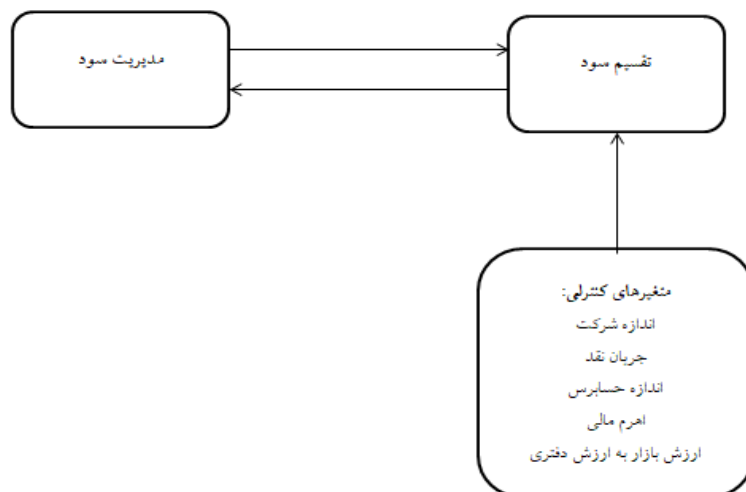 تقسیم سود
مدیریت سود
متغیرهای کنترلی:
اندازه شرکت
جریان نقد
اندازه حسابرس
اهرم مالی
ارزش بازار به ارزش دفتری